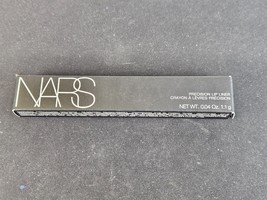 NARS
PRECISION LIP LINER
CRAYON À LÈVRES PRÉCISION
NET WT. 0.04 Oz. 1.1 g